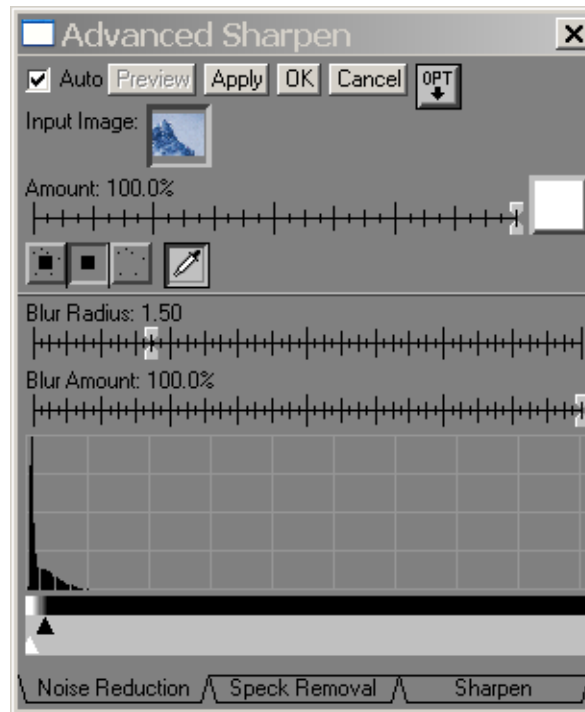 Advanced Sharpen
Auto Preview Apply OK Cancel OPT
Input Image:
Amount: 100.0%
Blur Radius: 1.50
Blur Amount: 100.0%
Noise Reduction Speck Removal Sharpen